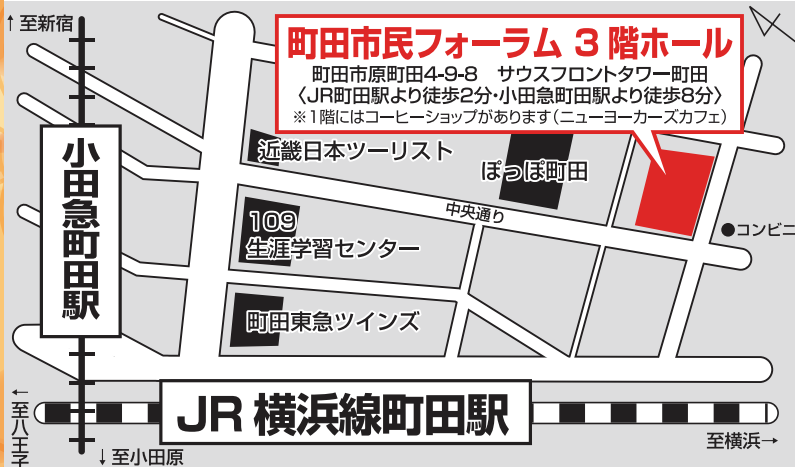 ↑至新宿
町田市民フォーラム 3階ホール
町田市原町田4-9-8　サウスフロントタワー町田
〈JR町田駅より徒歩2分・小田急町田駅より徒歩8分〉
※1階にはコーヒーショップがあります(ニューヨーカーズカフェ)
近畿日本ツーリスト
ぽっぽ町田
小田急町田駅
中央通り
109
生涯学習センター
●コンビニ
町田東急ツインズ
JR 横浜線町田駅
←至八王子
↓至小田原
至横浜→